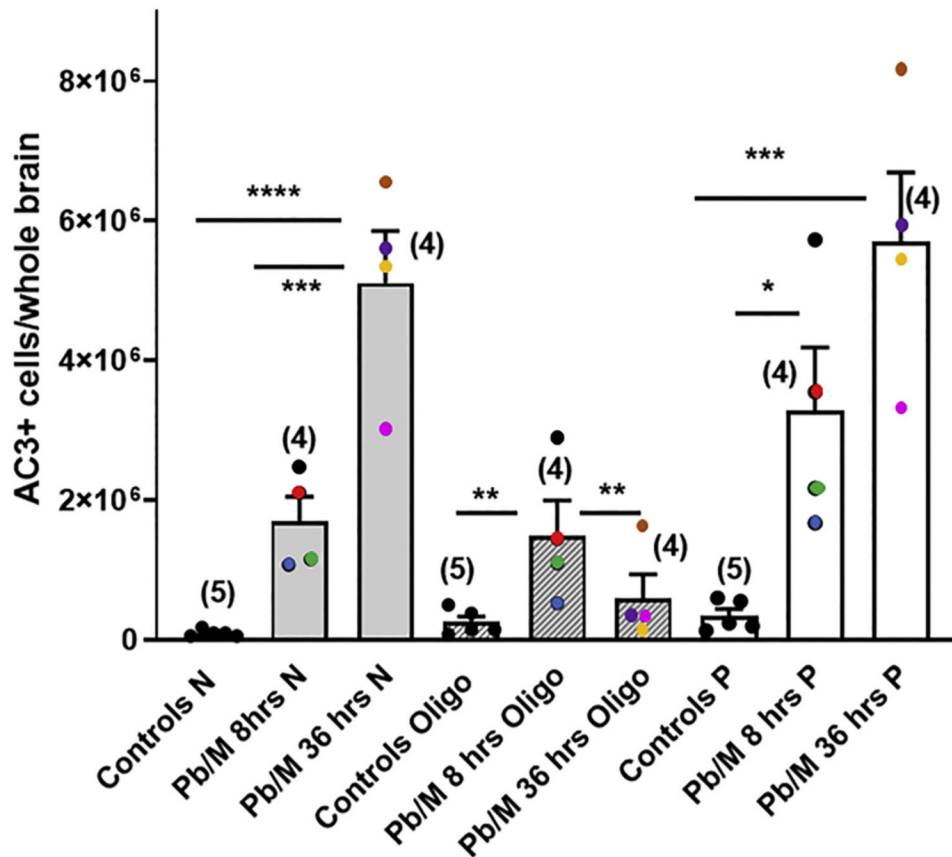 AC3+ cells/whole brain
8×10⁶
6×10⁶
4×10⁶
2×10⁶
0
****
***
(4)
(4)
(5)
**
(4)
**
(5)
(4)
***
(4)
*
(4)
(5)
Controls N
Pb/M 8hrs N
Pb/M 36 hrs N
Controls Oligo
Pb/M 8 hrs Oligo
Pb/M 36 hrs Oligo
Controls P
Pb/M 8 hrs P
Pb/M 36 hrs P